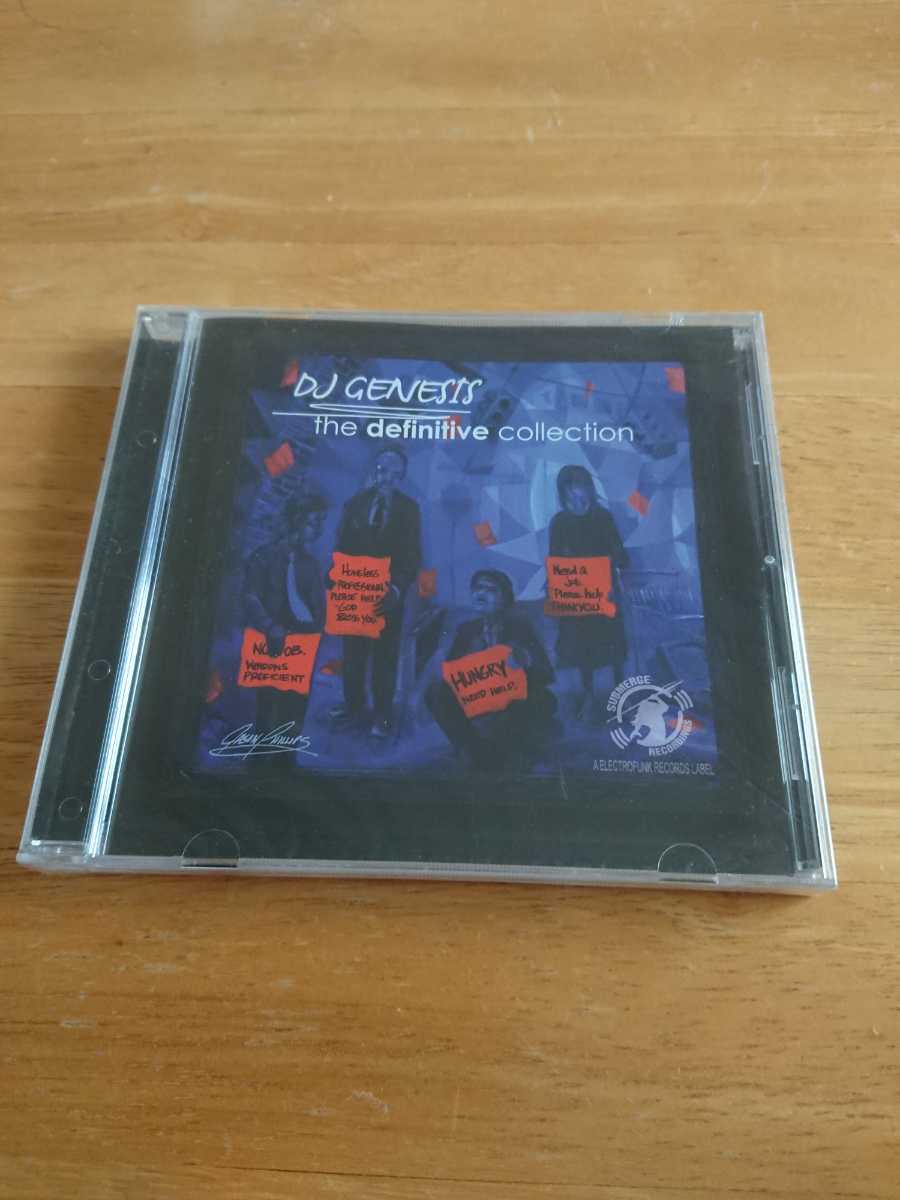 DJ GENESIS
the definitive collection
HOMELESS
PROFESSIONAL
PLEASE HELP.
GOD
BLESS YOU
Need a
Job.
Please help
THANKYOU.
NO JOB.
WEAPONS
PROFICIENT
HUNGRY
NEED HELP.
SUBMERGE
RECORDINGS
A ELECTROFUNK RECORDS LABEL